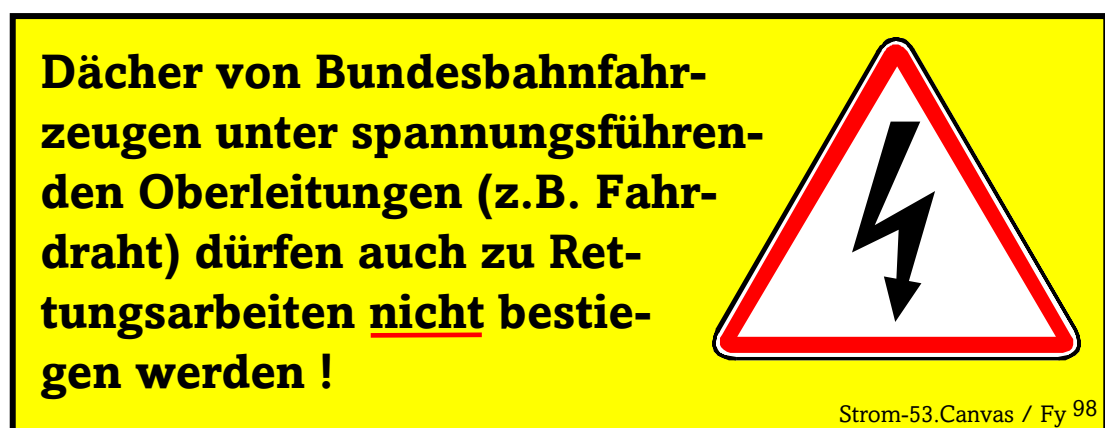 Dächer von Bundesbahnfahr-
zeugen unter spannungsführen-
den Oberleitungen (z.B. Fahr-
draht) dürfen auch zu Ret-
tungsarbeiten nicht bestie-
gen werden !
Strom-53.Canvas / Fy 98